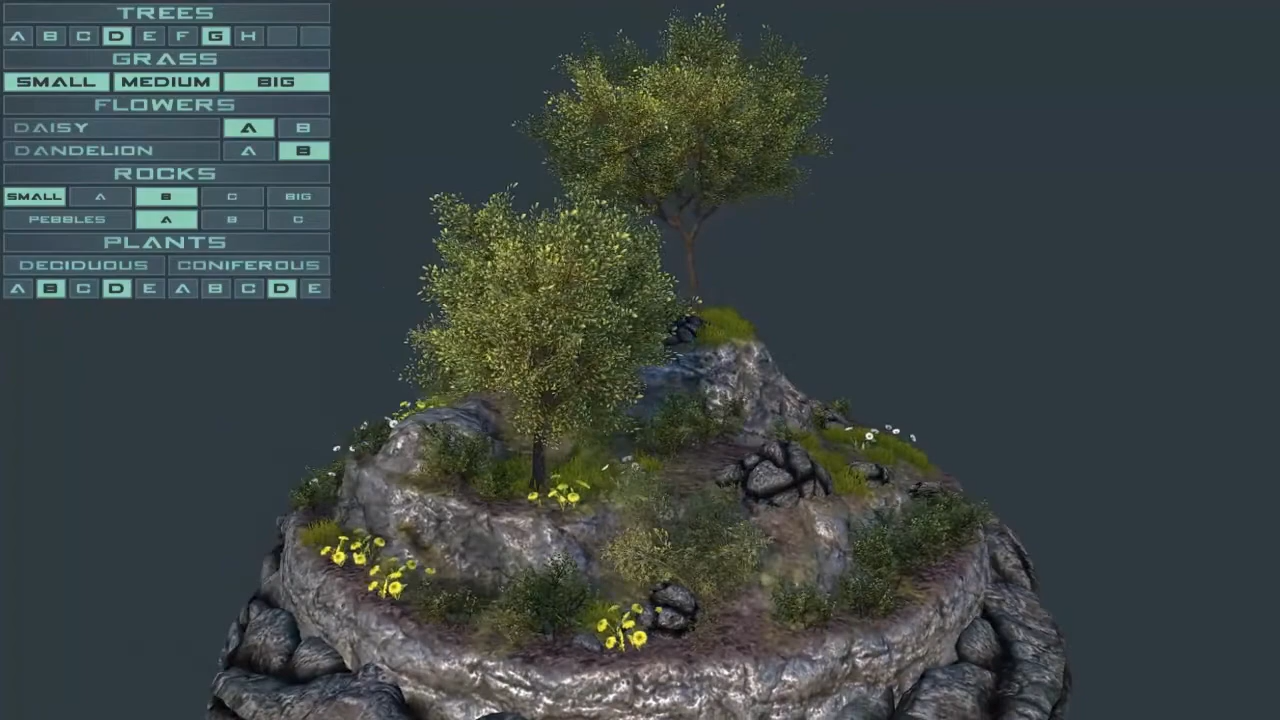 TREES
A B C D E F G H
GRASS
SMALL MEDIUM BIG
FLOWERS
DAISY A B
DANDELION A B
ROCKS
SMALL A B C BIG
PEBBLES A B C
PLANTS
DECIDUOUS CONIFEROUS
A B C D E A B C D E